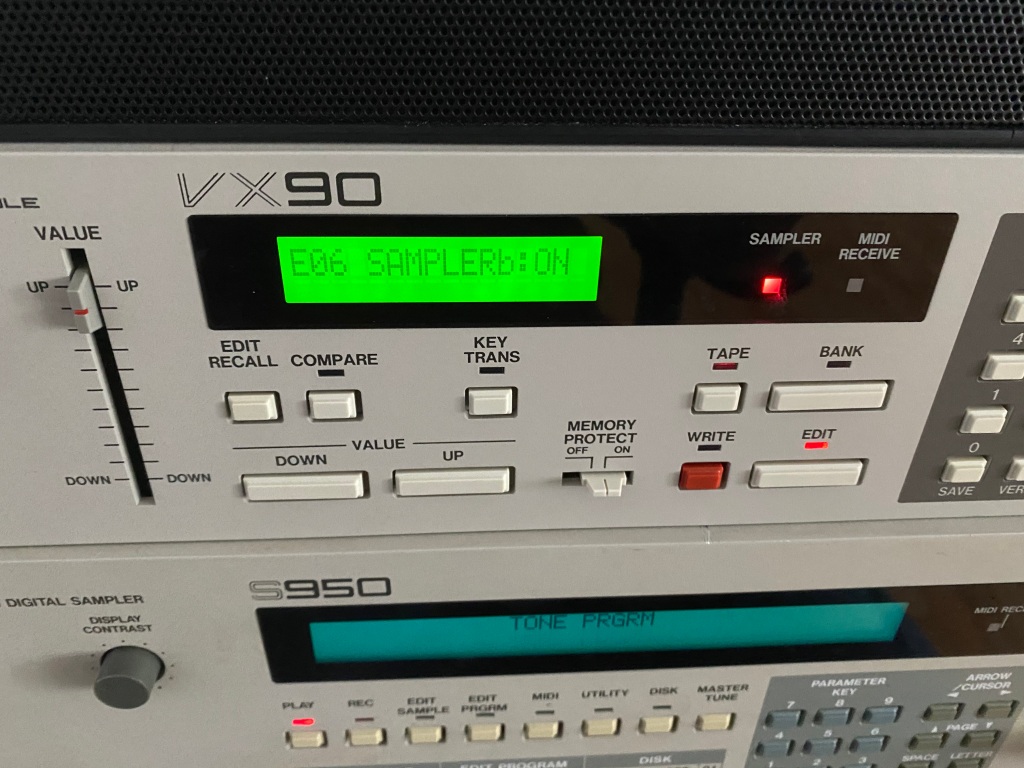 VX90
VALUE
UP
UP
DOWN
DOWN
E06 SAMPLERb:ON
SAMPLER
MIDI
RECEIVE
EDIT
RECALL
COMPARE
KEY
TRANS
TAPE
BANK
VALUE
DOWN
UP
MEMORY
PROTECT
OFF
ON
WRITE
EDIT
4
1
0
SAVE
S950
DIGITAL SAMPLER
DISPLAY
CONTRAST
TONE PRGRM
PLAY
REC
EDIT
SAMPLE
EDIT
PRGRM
MIDI
UTILITY
DISK
MASTER
TUNE
PARAMETER
KEY
7
8
9
4
5
6
1
2
3
ARROW
/CURSOR
PAGE
SPACE
LETTER
EDIT PROGRAM
DISK